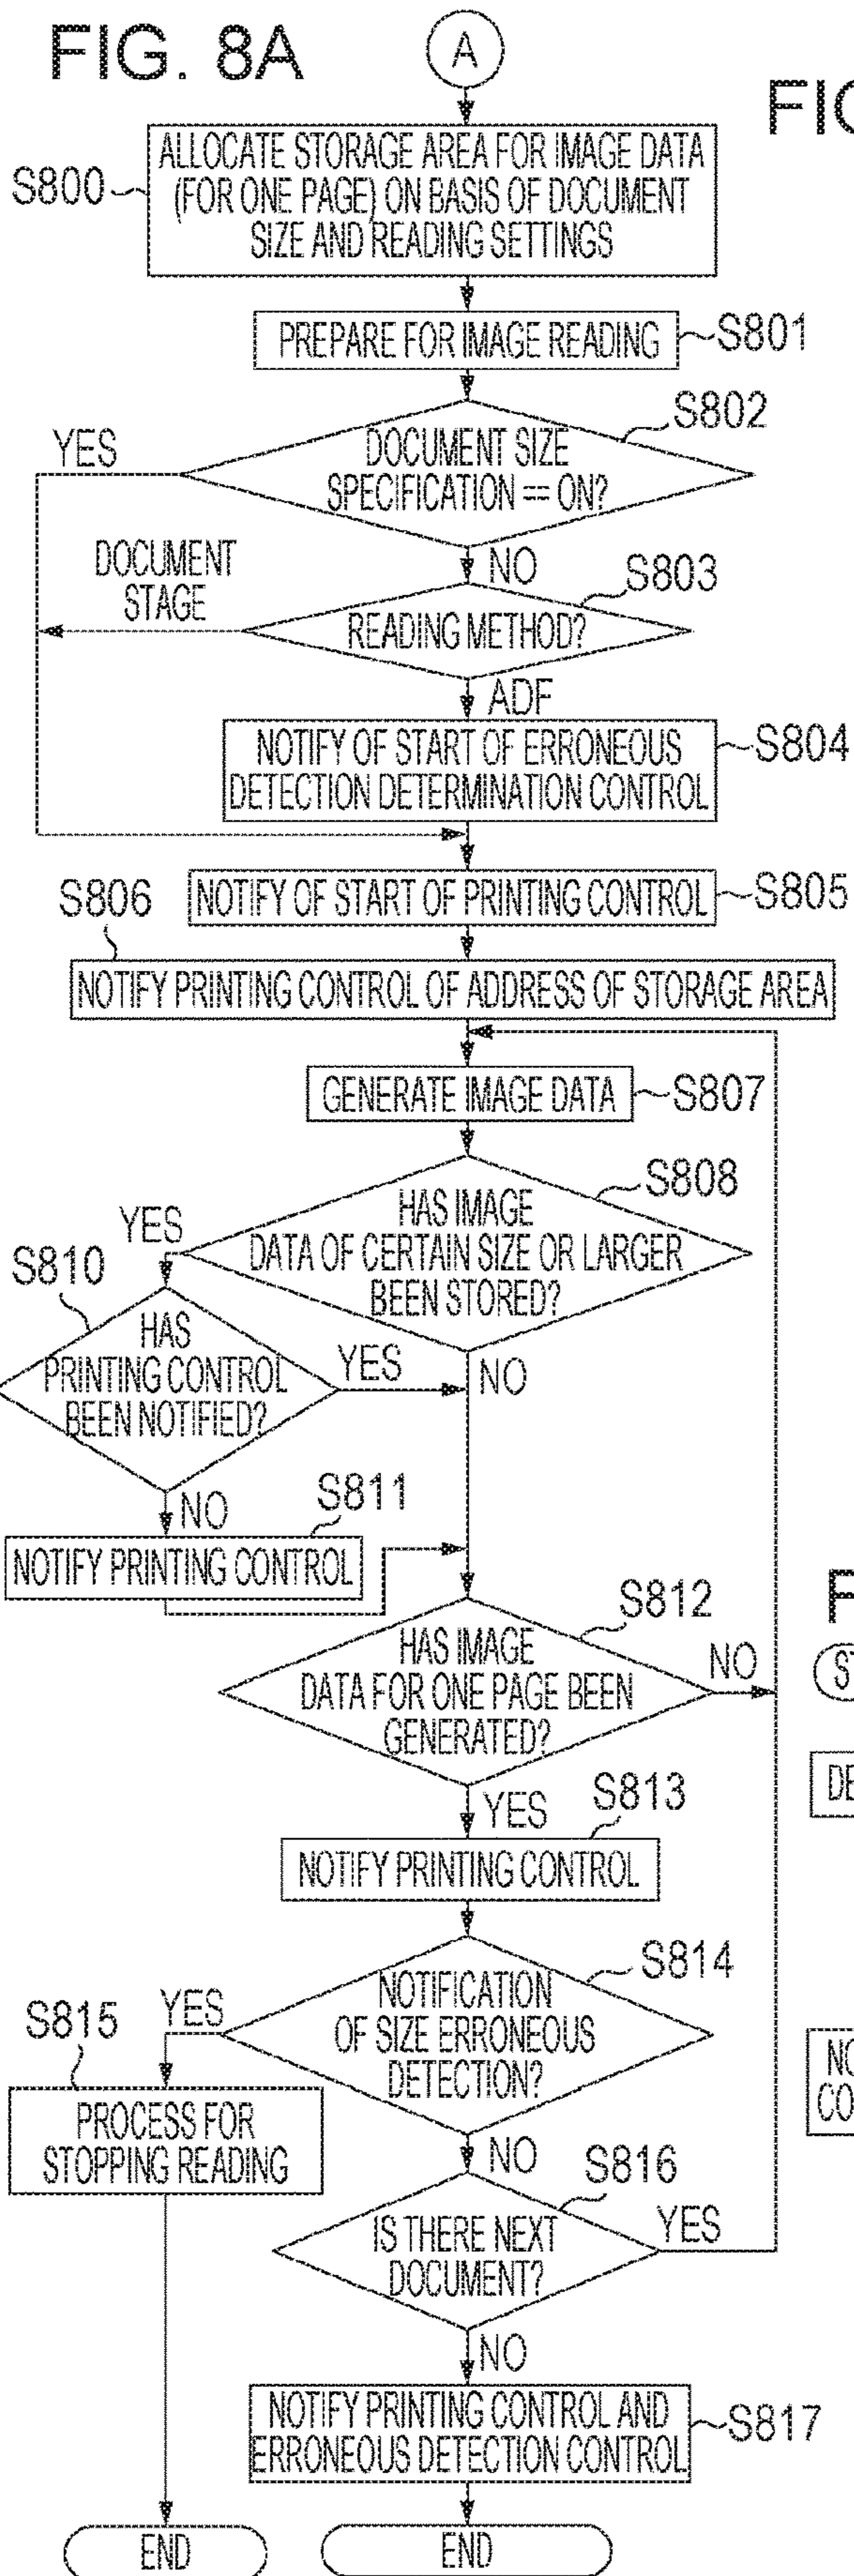 FIG. 8A
A
ALLOCATE STORAGE AREA FOR IMAGE DATA
(FOR ONE PAGE) ON BASIS OF DOCUMENT
SIZE AND READING SETTINGS
S800
PREPARE FOR IMAGE READING
S801
S802
YES
DOCUMENT SIZE
SPECIFICATION == ON?
NO
DOCUMENT
STAGE
S803
READING METHOD?
ADF
NOTIFY OF START OF ERRONEOUS
DETECTION DETERMINATION CONTROL
S804
NOTIFY OF START OF PRINTING CONTROL
S805
S806
NOTIFY PRINTING CONTROL OF ADDRESS OF STORAGE AREA
GENERATE IMAGE DATA
S807
S808
HAS IMAGE
DATA OF CERTAIN SIZE OR LARGER
BEEN STORED?
YES
S810
HAS
PRINTING CONTROL
BEEN NOTIFIED?
YES
NO
NO
S811
NOTIFY PRINTING CONTROL
S812
HAS IMAGE
DATA FOR ONE PAGE BEEN
GENERATED?
NO
YES
S813
NOTIFY PRINTING CONTROL
S814
NOTIFICATION
OF SIZE ERRONEOUS
DETECTION?
YES
S815
PROCESS FOR
STOPPING READING
NO
S816
IS THERE NEXT
DOCUMENT?
YES
NO
NOTIFY PRINTING CONTROL AND
ERRONEOUS DETECTION CONTROL
S817
END
END